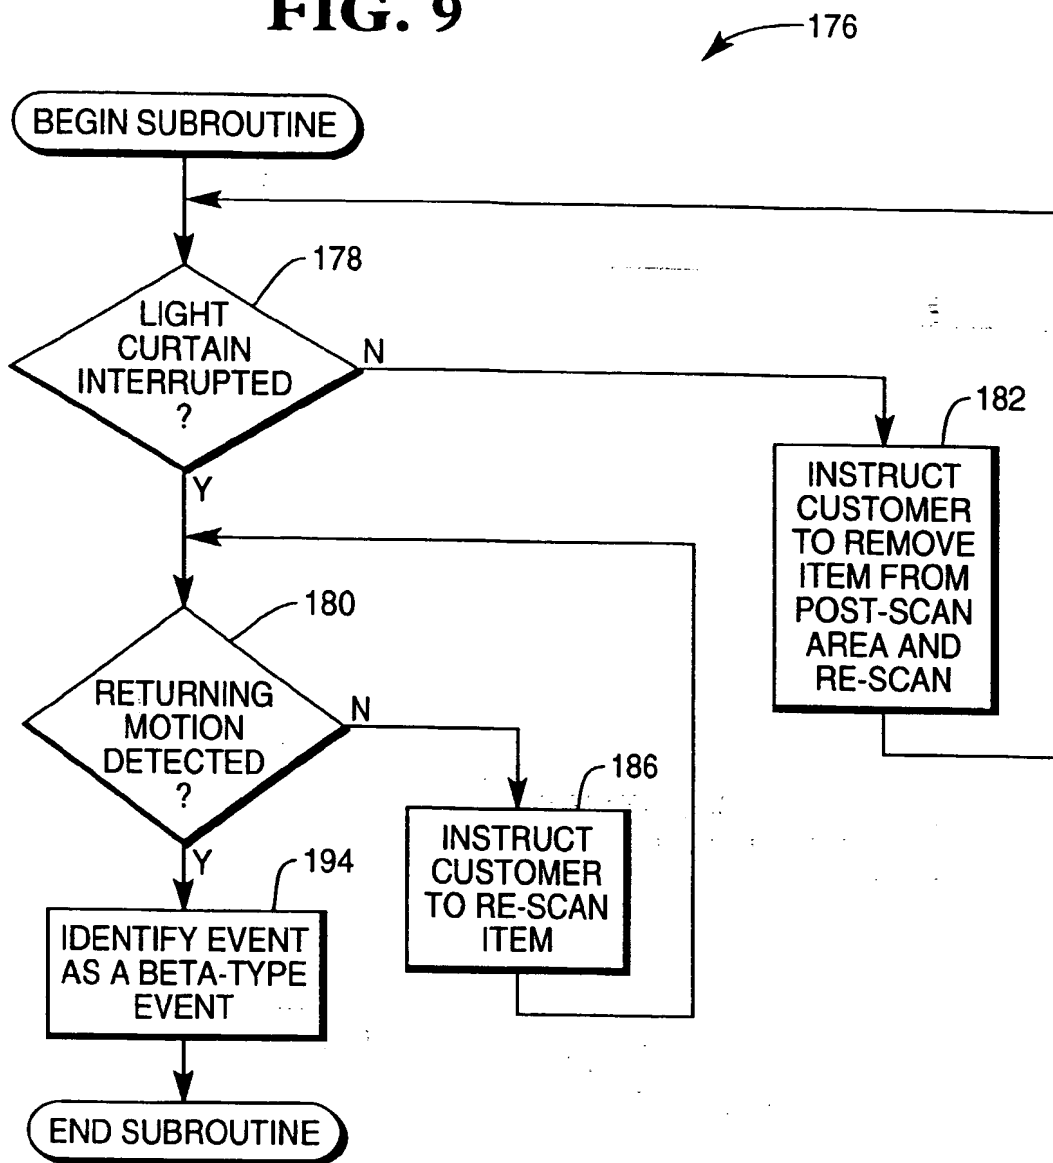 FIG. 9
176
BEGIN SUBROUTINE
178
LIGHT
CURTAIN
INTERRUPTED
?
N
Y
182
INSTRUCT
CUSTOMER
TO REMOVE
ITEM FROM
POST-SCAN
AREA AND
RE-SCAN
180
RETURNING
MOTION
DETECTED
?
N
Y
186
INSTRUCT
CUSTOMER
TO RE-SCAN
ITEM
194
IDENTIFY EVENT
AS A BETA-TYPE
EVENT
END SUBROUTINE